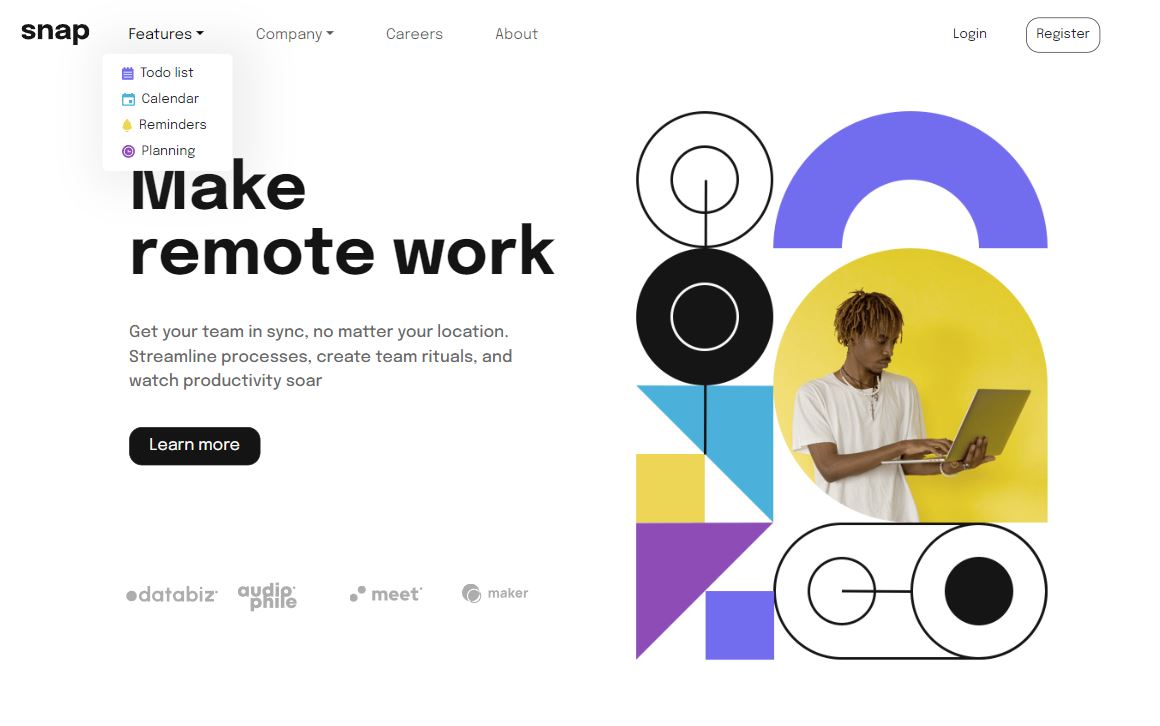 snap
Features
Company
Careers
About
Login
Register
Todo list
Calendar
Reminders
Planning
Make
remote work
Get your team in sync, no matter your location.
Streamline processes, create team rituals, and
watch productivity soar
Learn more
databiz
audiophile
meet
maker